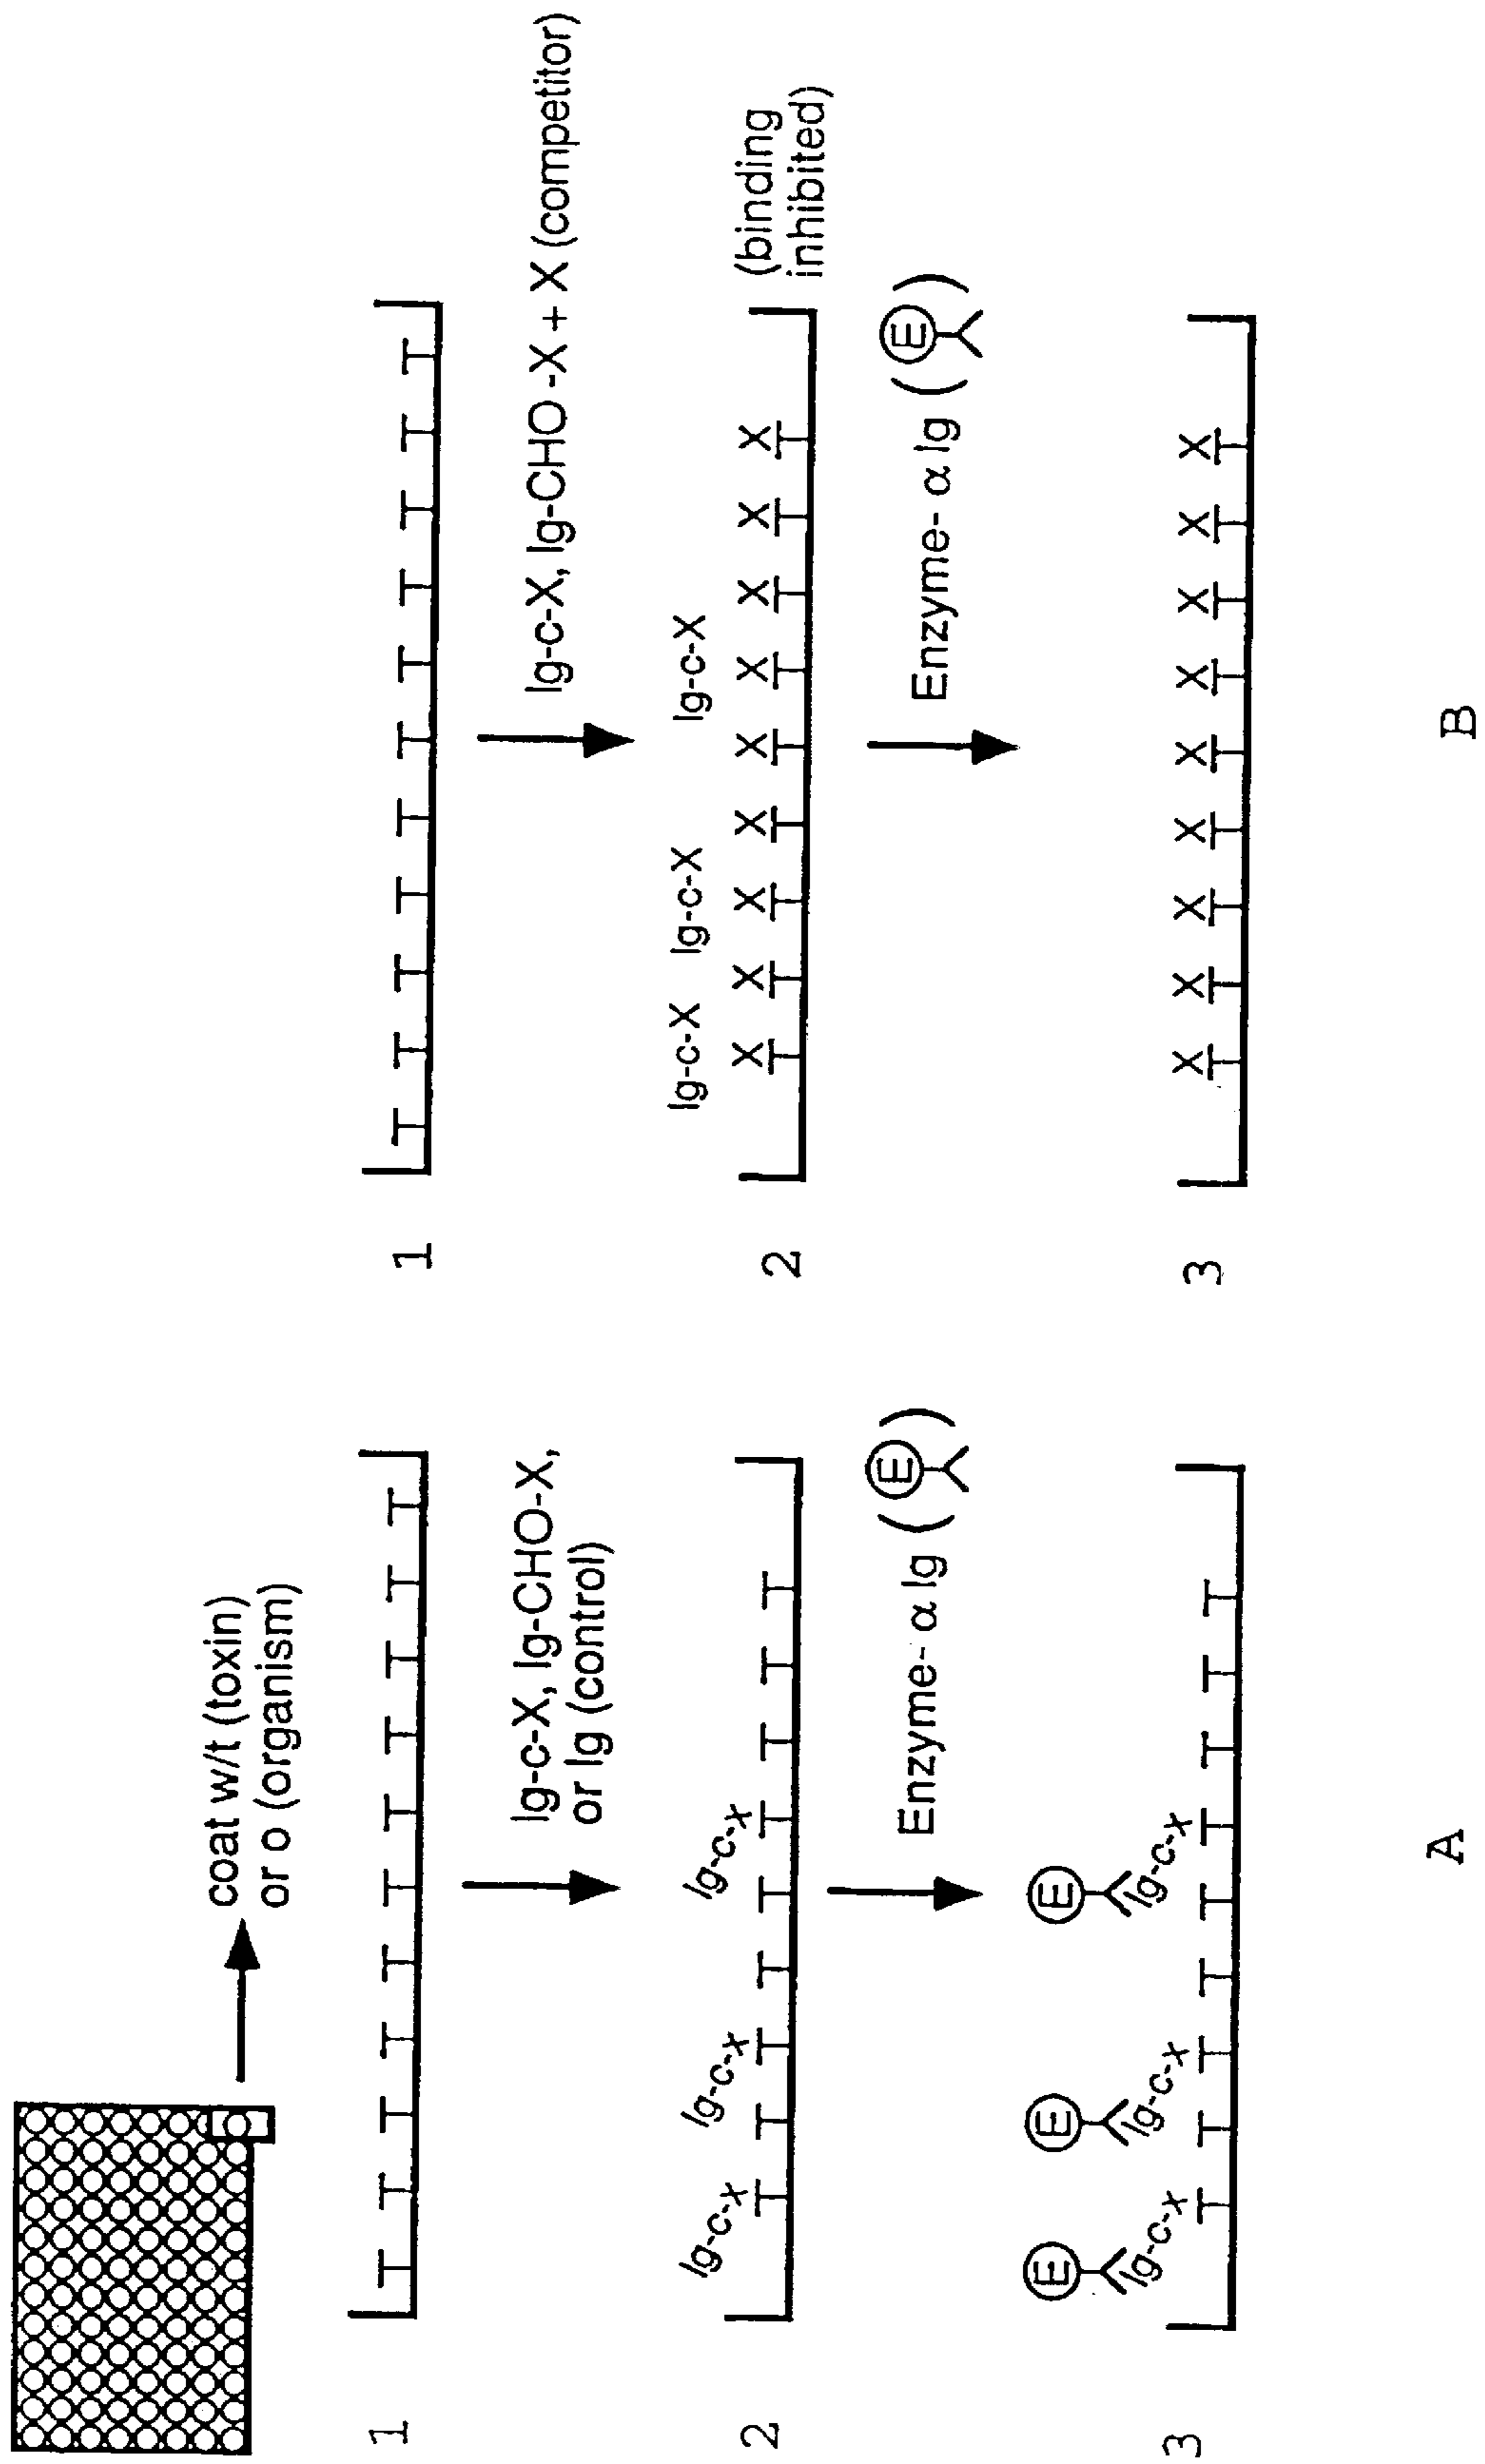 coat w/t (toxin)
or o (organism)
1
T T T T T T T T T T T
Ig-c-X, Ig-CHO-X,
or Ig (control)
Ig-c-x Ig-c-x Ig-c-x
2
T T T T T T T T T
Enzyme- α Ig (E)
E E E
Ig-c-x Ig-c-x Ig-c-x
3
T T T T T T T T T
A
1
T T T T T T T T T T T
Ig-c-X, Ig-CHO -X + X (competitor)
Ig-c-X Ig-c-X Ig-c-X
2
X X X X X X X X X
T T T T T T T T T
(binding
inhibited)
Enzyme- α Ig (E)
3
X X X X X X X X X
T T T T T T T T T
B